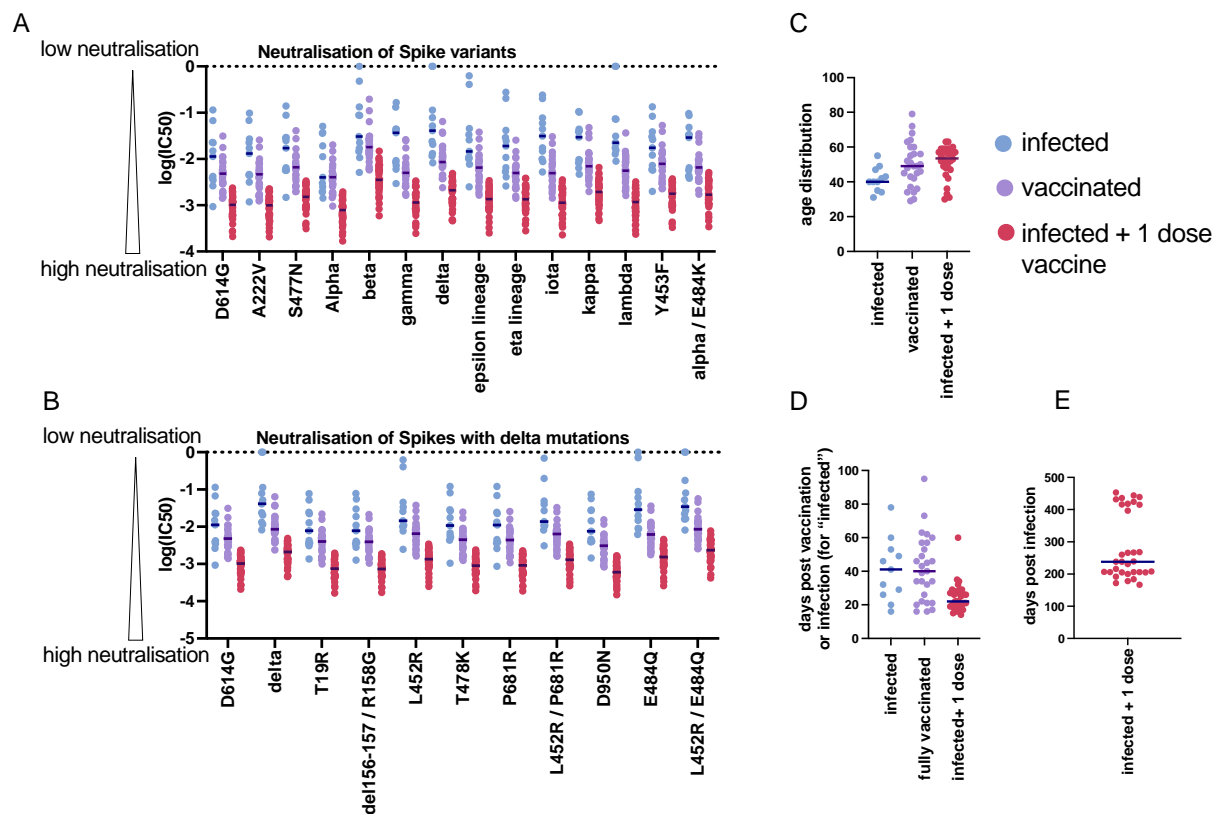 A
low neutralisation
high neutralisation
Neutralisation of Spike variants
log(IC50)
0
-1
-2
-3
-4
D614G
A222V
S477N
Alpha
beta
gamma
delta
epsilon lineage
eta lineage
iota
kappa
lambda
Y453F
alpha / E484K
B
low neutralisation
high neutralisation
Neutralisation of Spikes with delta mutations
log(IC50)
0
-1
-2
-3
-4
-5
D614G
delta
T19R
del156-157 / R158G
L452R
T478K
P681R
L452R / P681R
D950N
E484Q
L452R / E484Q
C
age distribution
100
80
60
40
20
0
infected
vaccinated
infected + 1 dose
infected
vaccinated
infected + 1 dose
vaccine
D
days post vaccination
or infection (for “infected”)
100
80
60
40
20
0
infected
fully vaccinated
infected+ 1 dose
E
days post infection
500
400
300
200
100
0
infected + 1 dose